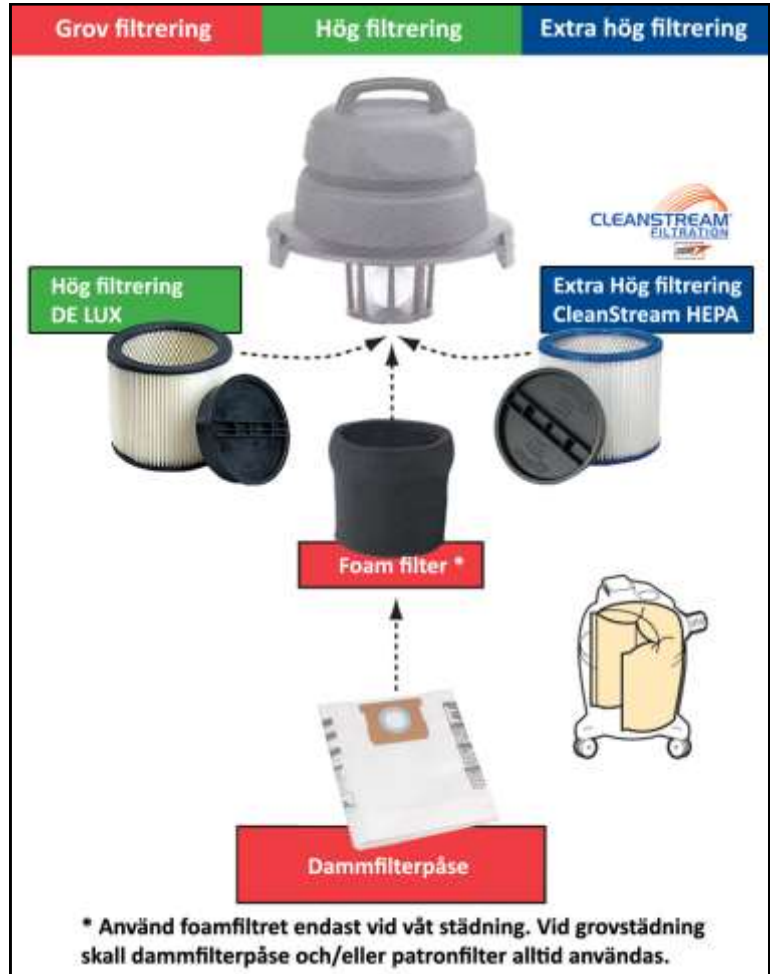 Grov filtrering
Hög filtrering
Extra hög filtrering
CLEANSTREAM
FILTRATION
Hög filtrering
DE LUX
Extra Hög filtrering
CleanStream HEPA
Foam filter *
Dammfilterpåse
* Använd foamfiltret endast vid våt städning. Vid grovstädning
skall dammfilterpåse och/eller patronfilter alltid användas.